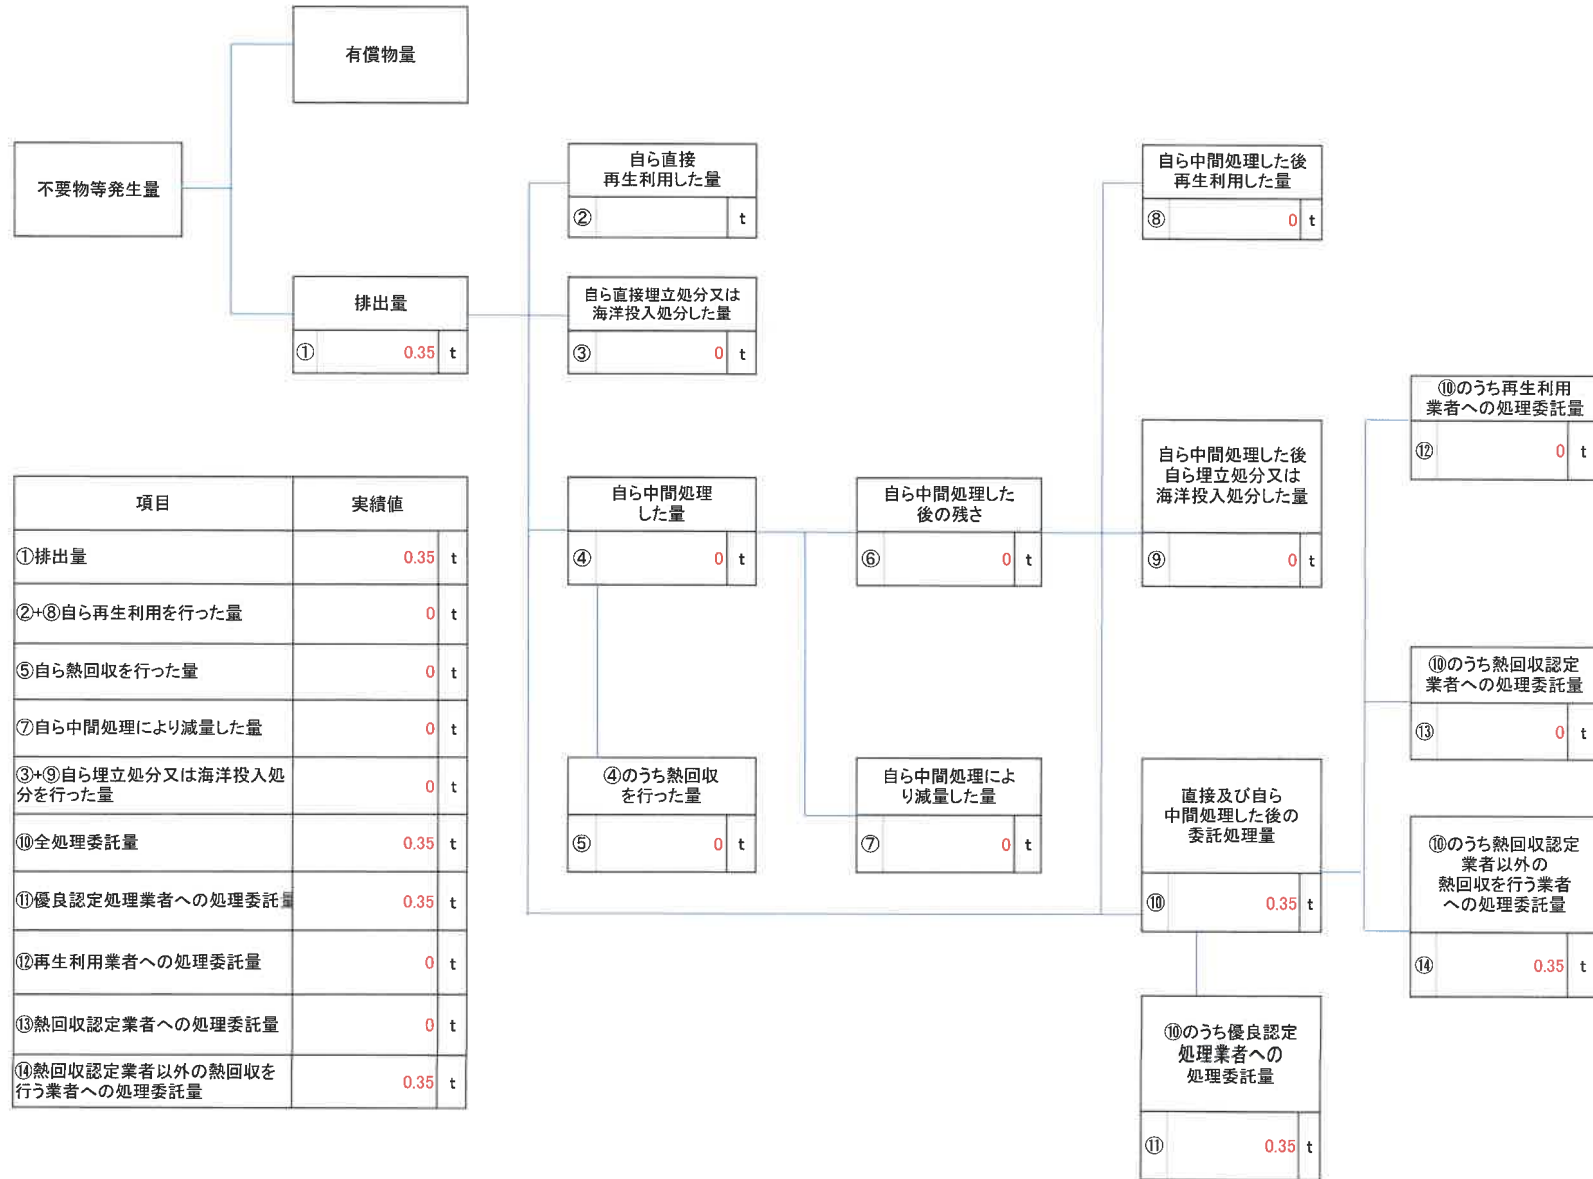 有償物量
不要物等発生量
排出量
① 0.35 t
自ら直接
再生利用した量
② t
自ら直接埋立処分又は
海洋投入処分した量
③ 0 t
自ら中間処理
した量
④ 0 t
④のうち熱回収
を行った量
⑤ 0 t
自ら中間処理した
後の残さ
⑥ 0 t
自ら中間処理によ
り減量した量
⑦ 0 t
自ら中間処理した後
再生利用した量
⑧ 0 t
自ら中間処理した後
自ら埋立処分又は
海洋投入処分した量
⑨ 0 t
直接及び自ら
中間処理した後の
委託処理量
⑩ 0.35 t
⑩のうち優良認定
処理業者への
処理委託量
⑪ 0.35 t
⑩のうち再生利用
業者への処理委託量
⑫ 0 t
⑩のうち熱回収認定
業者への処理委託量
⑬ 0 t
⑩のうち熱回収認定
業者以外の
熱回収を行う業者
への処理委託量
⑭ 0.35 t
項目 実績値
①排出量 0.35 t
②+⑧自ら再生利用を行った量 0 t
⑤自ら熱回収を行った量 0 t
⑦自ら中間処理により減量した量 0 t
③+⑨自ら埋立処分又は海洋投入処
分を行った量 0 t
⑩全処理委託量 0.35 t
⑪優良認定処理業者への処理委託量 0.35 t
⑫再生利用業者への処理委託量 0 t
⑬熱回収認定業者への処理委託量 0 t
⑭熱回収認定業者以外の熱回収を
行う業者への処理委託量 0.35 t